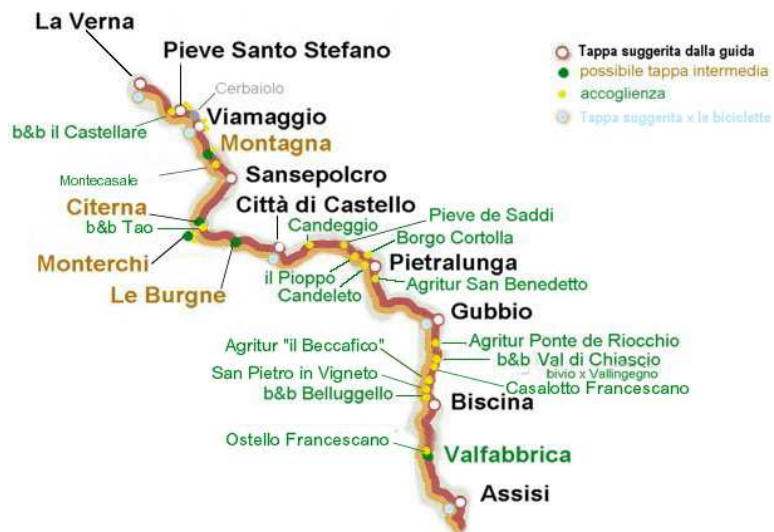 La Verna
Pieve Santo Stefano
Tappa suggerita dalla guida
possibile tappa intermedia
accoglienza
Tappa suggerita x le biciclette
Cerbaiolo
Viamaggio
b&b il Castellare
Montagna
Montecasale
Sansepolcro
Citerna
Città di Castello
b&b Tao
Candeggio
Pieve de Saddi
Borgo Cortolla
Monterchi
il Pioppo
Pietralunga
Le Burgne
Candeleto
Agritur San Benedetto
Gubbio
Agritur "il Beccafico"
Agritur Ponte de Riocchio
b&b Val di Chiascio
bivio x Vallingegno
San Pietro in Vigneto
Casalotto Francescano
b&b Belluggello
Biscina
Ostello Francescano
Valfabbrica
Assisi